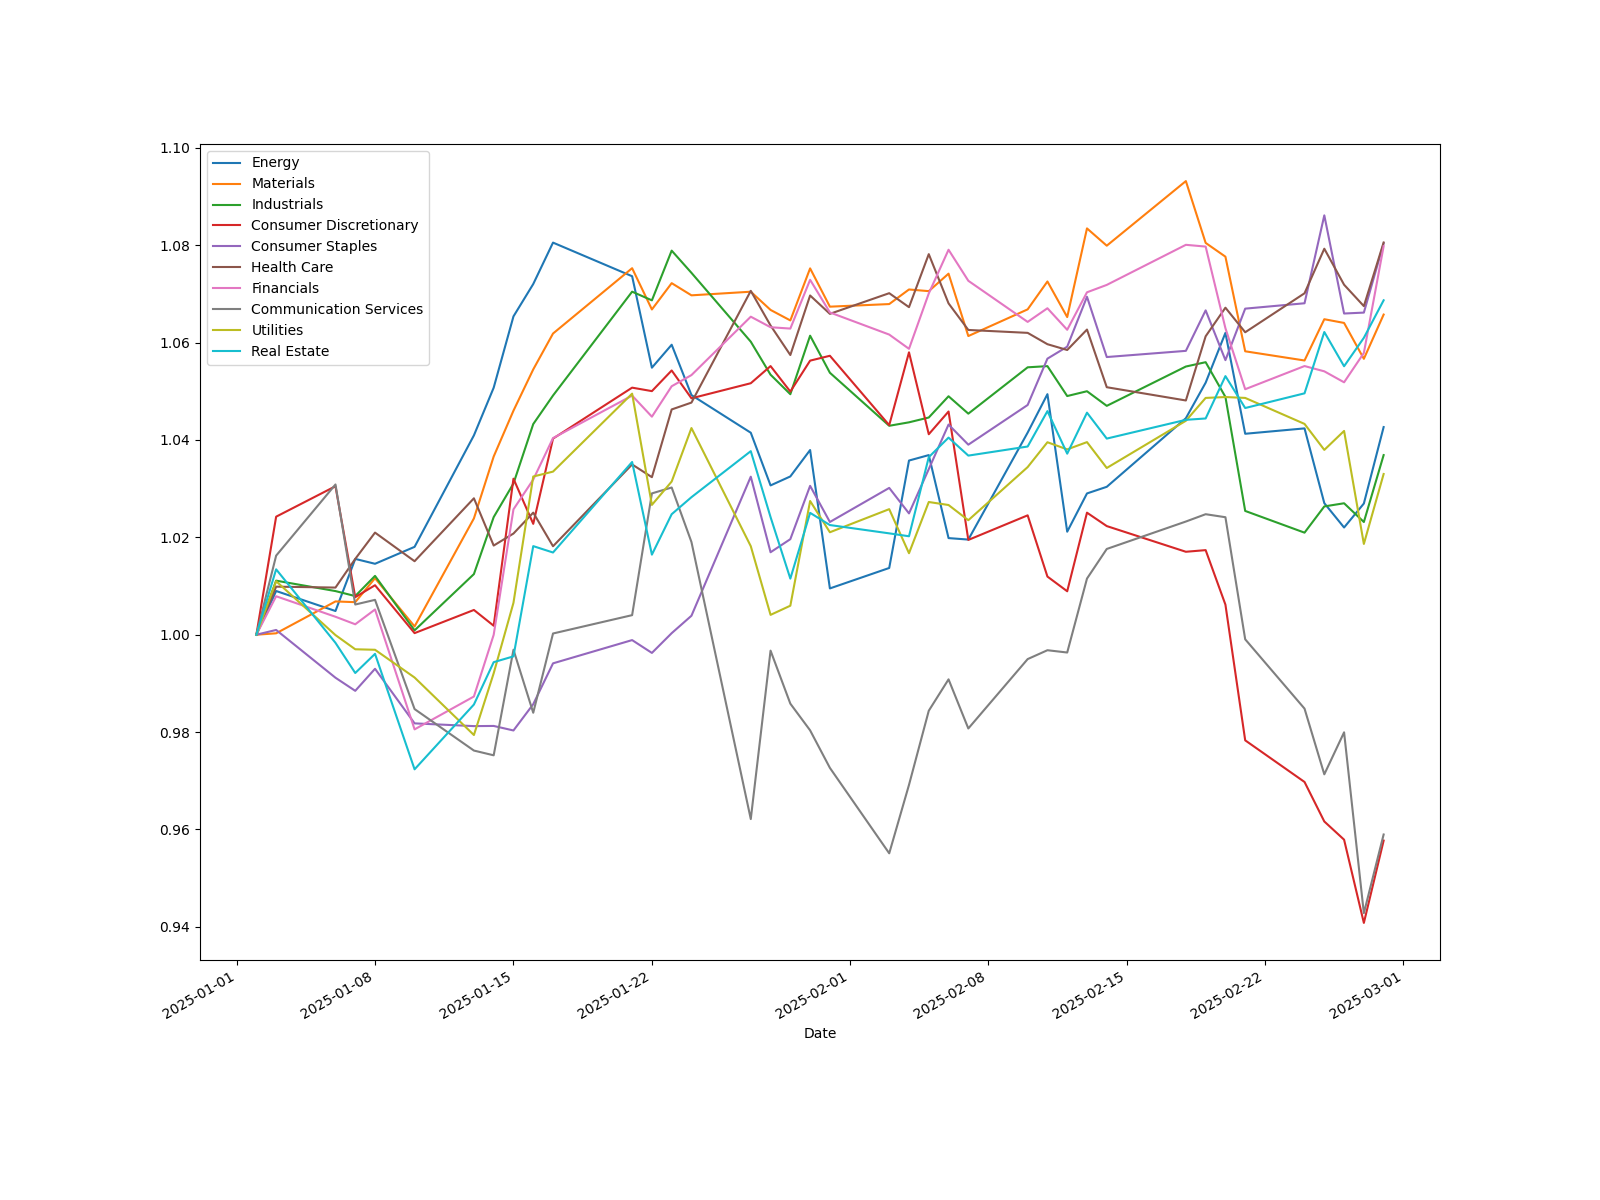 1.10
1.08
1.06
1.04
1.02
1.00
0.98
0.96
0.94
Energy
Materials
Industrials
Consumer Discretionary
Consumer Staples
Health Care
Financials
Communication Services
Utilities
Real Estate
2025-01-01
2025-01-08
2025-01-15
2025-01-22
2025-02-01
2025-02-08
2025-02-15
2025-02-22
2025-03-01
Date